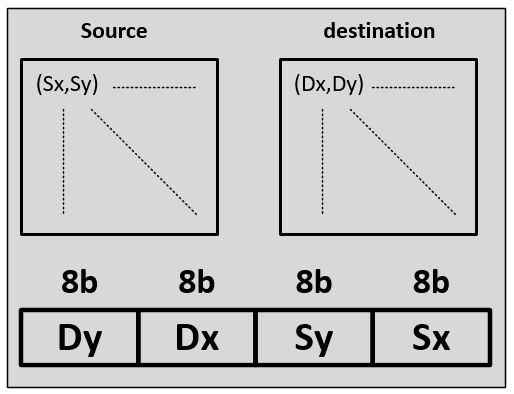 Source destination
(Sx,Sy) (Dx,Dy)
8b 8b 8b 8b
Dy Dx Sy Sx